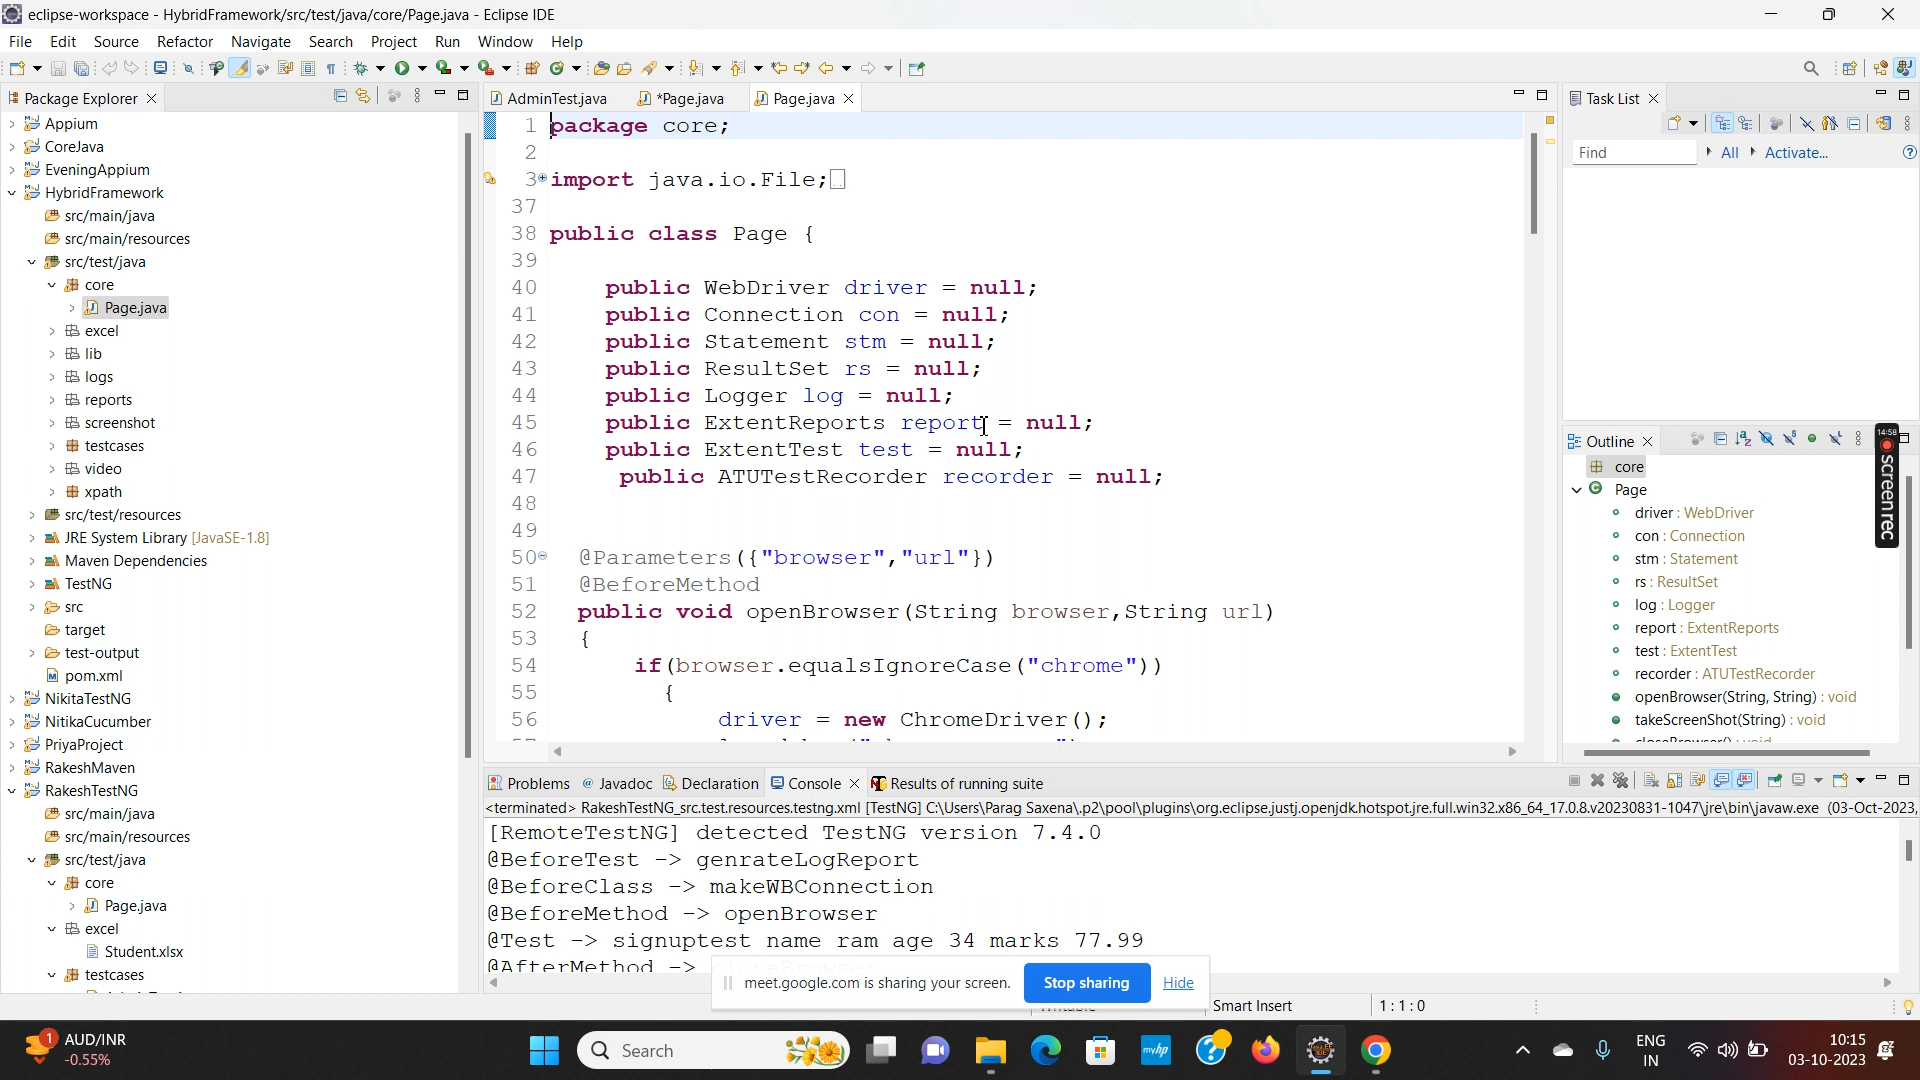 eclipse-workspace - HybridFramework/src/test/java/core/Page.java - Eclipse IDE
File Edit Source Refactor Navigate Search Project Run Window Help
Package Explorer
Appium
CoreJava
EveningAppium
HybridFramework
src/main/java
src/main/resources
src/test/java
core
Page.java
excel
lib
logs
reports
screenshot
testcases
video
xpath
src/test/resources
JRE System Library [JavaSE-1.8]
Maven Dependencies
TestNG
src
target
test-output
pom.xml
NikitaTestNG
NitikaCucumber
PriyaProject
RakeshMaven
RakeshTestNG
src/main/java
src/main/resources
src/test/java
core
Page.java
excel
Student.xlsx
testcases
AdminTest.java *Page.java Page.java
1 package core;
2
3 import java.io.File;
37
38 public class Page {
39
40 public WebDriver driver = null;
41 public Connection con = null;
42 public Statement stm = null;
43 public ResultSet rs = null;
44 public Logger log = null;
45 public ExtentReports report = null;
46 public ExtentTest test = null;
47 public ATUTestRecorder recorder = null;
48
49
50 @Parameters({"browser","url"})
51 @BeforeMethod
52 public void openBrowser(String browser,String url)
53 {
54 if(browser.equalsIgnoreCase("chrome"))
55 {
56 driver = new ChromeDriver();
Task List
Find All Activate...
Outline
core
Page
driver : WebDriver
con : Connection
stm : Statement
rs : ResultSet
log : Logger
report : ExtentReports
test : ExtentTest
recorder : ATUTestRecorder
openBrowser(String, String) : void
takeScreenShot(String) : void
14:58
screenrec
Problems Javadoc Declaration Console Results of running suite
<terminated> RakeshTestNG_src.test.resources.testng.xml [TestNG] C:\Users\Parag Saxena\.p2\pool\plugins\org.eclipse.justj.openjdk.hotspot.jre.full.win32.x86_64_17.0.8.v20230831-1047\jre\bin\javaw.exe (03-Oct-2023,
[RemoteTestNG] detected TestNG version 7.4.0
@BeforeTest -> genrateLogReport
@BeforeClass -> makeWBConnection
@BeforeMethod -> openBrowser
@Test -> signuptest name ram age 34 marks 77.99
@AfterMethod -> closeBrowser
meet.google.com is sharing your screen. Stop sharing Hide
Smart Insert 1 : 1 : 0
1 AUD/INR
-0.55%
Search
myhp
ENG
IN
10:15
03-10-2023